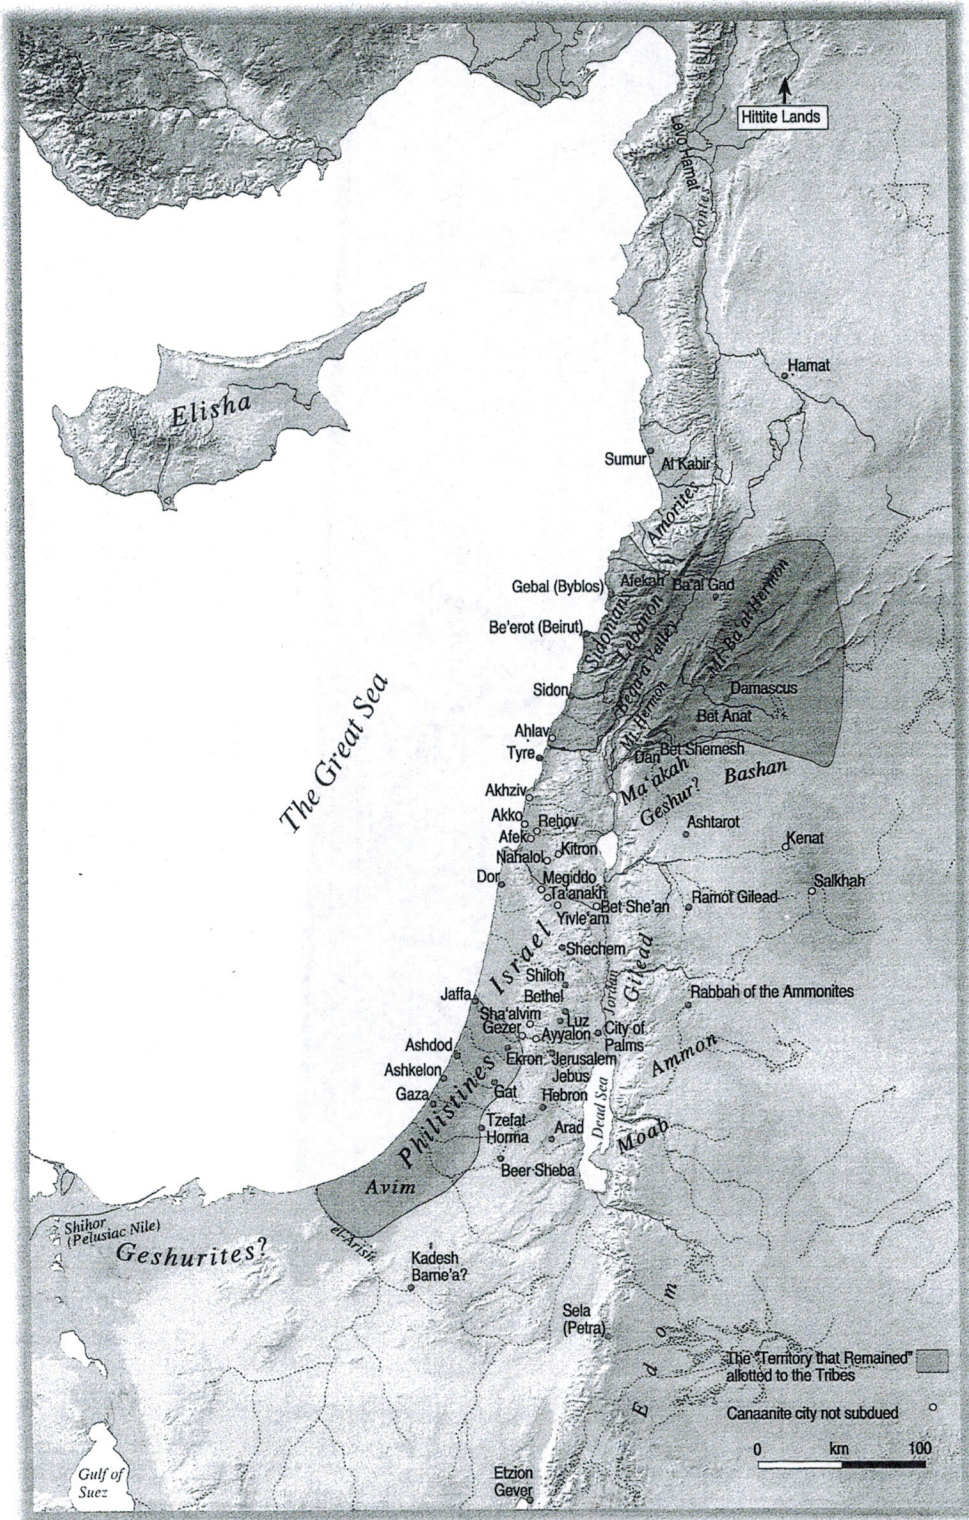 Hittite Lands
Levo Hamat
Orontes
Hamat
Elisha
Sumur
Al Kabir
Amorites
Gebal (Byblos)
Afekah
Ba'al Gad
Be'erot (Beirut)
Sidonians
Lebanon
Beqa'a Valley
Mt-Ba'al-Hermon
Sidon
Mt-Hermon
Damascus
Bet Anat
The Great Sea
Ahlav
Tyre
Dan
Bet Shemesh
Ma'akah
Bashan
Geshur?
Akhziv
Akko
Rehov
Afek
Ashtarot
Kenat
Nahalol
Kitron
Dor
Megiddo
Ta'anakh
Yivle'am
Bet She'an
Ramot Gilead
Salkhah
Israel
Shechem
Gilead
Shiloh
Jordan
Bethel
Jaffa
Rabbah of the Ammonites
Sha'alvim
Luz
Gezer
Ayyalon
City of
Palms
Ashdod
Ekron
Jerusalem
Jebus
Ammon
Ashkelon
Gaza
Gat
Philistines
Hebron
Dead Sea
Tzefat
Horma
Arad
Moab
Beer Sheba
Avim
Shihor
(Pelusiac Nile)
Geshurites?
el-Arish
Kadesh
Barne'a?
Sela
(Petra)
Edom
The "Territory that Remained"
allotted to the Tribes
Canaanite city not subdued
0 km 100
Gulf of
Suez
Etzion
Gever